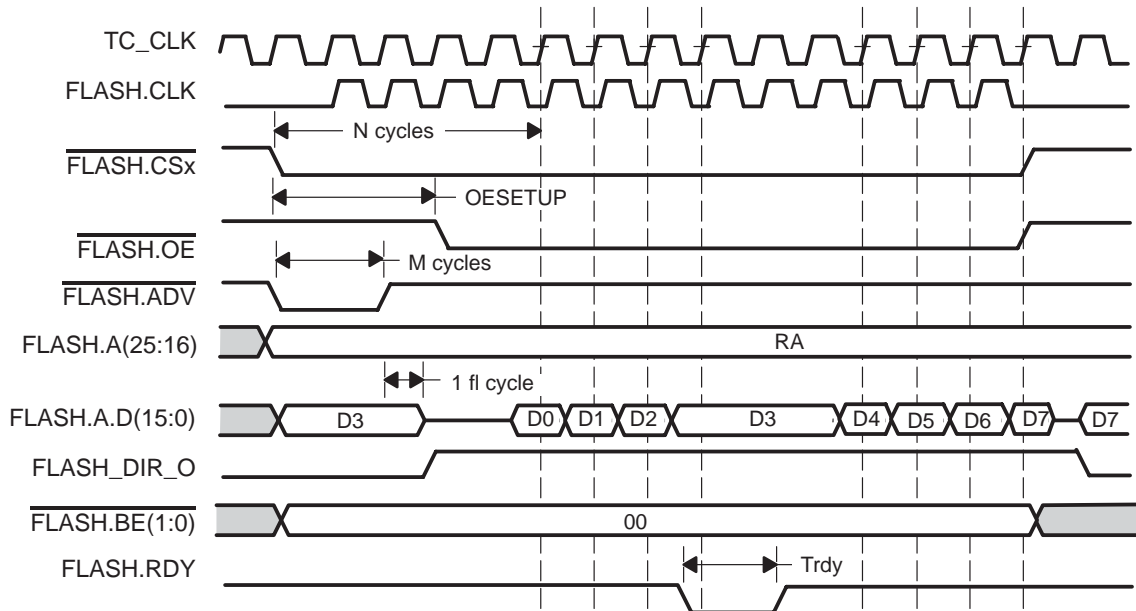 TC_CLK
FLASH.CLK
N cycles
FLASH.CSx
OESETUP
FLASH.OE
M cycles
FLASH.ADV
FLASH.A(25:16)
RA
1 fl cycle
FLASH.A.D(15:0)
D3 D0 D1 D2 D3 D4 D5 D6 D7 D7
FLASH_DIR_O
FLASH.BE(1:0)
00
FLASH.RDY
Trdy